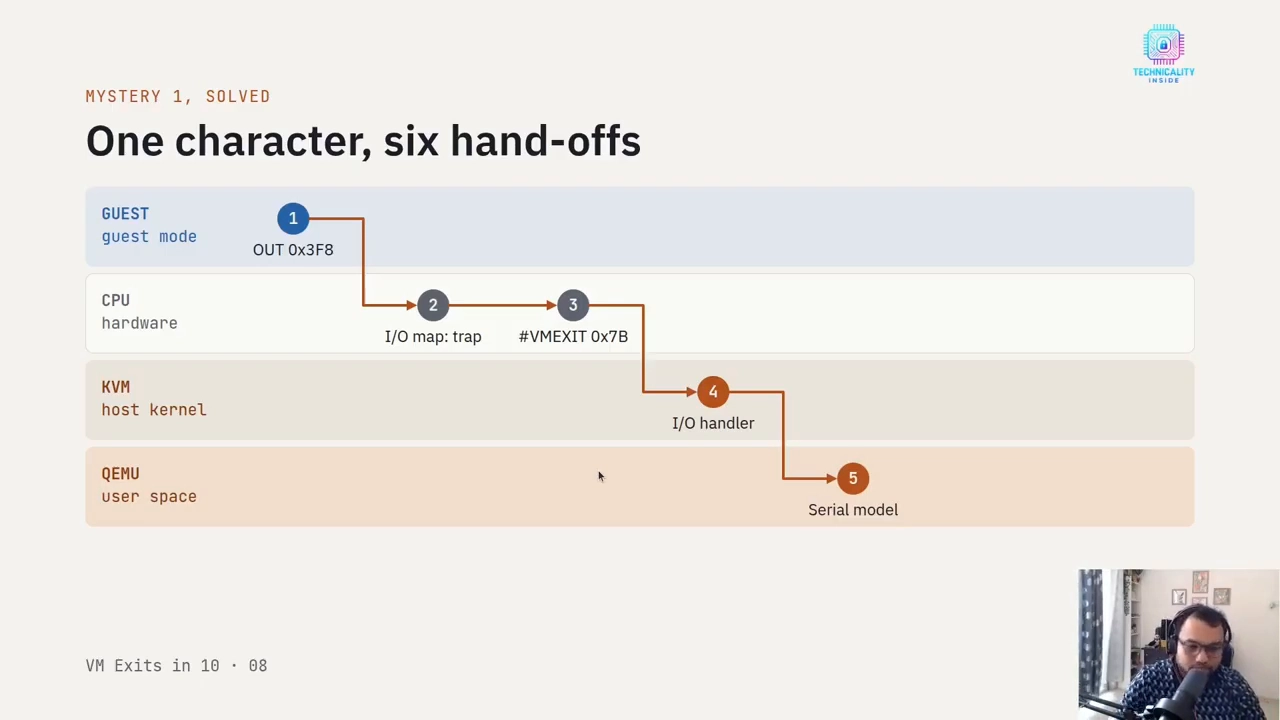 TECHNICALITY
INSIDE
MYSTERY 1, SOLVED
One character, six hand-offs
GUEST
guest mode
1
OUT 0x3F8
CPU
hardware
2
I/O map: trap
3
#VMEXIT 0x7B
KVM
host kernel
4
I/O handler
QEMU
user space
5
Serial model
VM Exits in 10 · 08